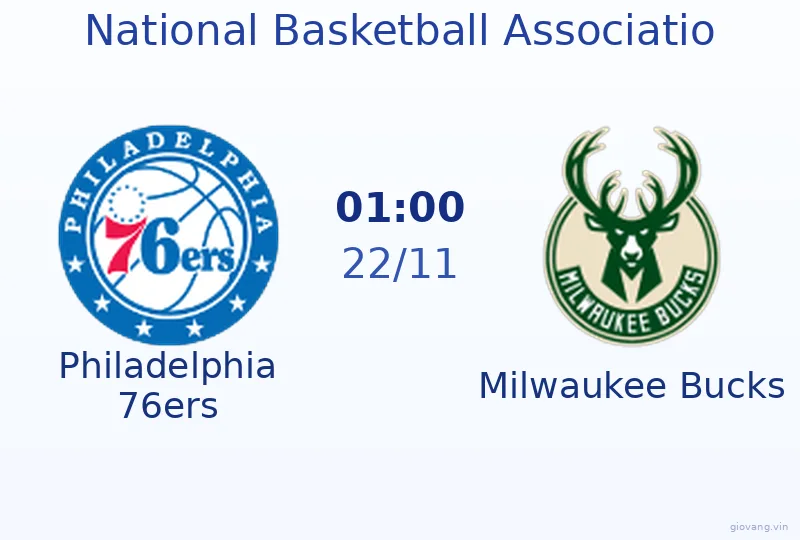 National Basketball Associatio
PHILADELPHIA
76ers
01:00
22/11
MILWAUKEE BUCKS
Philadelphia
76ers
Milwaukee Bucks
giovang.vin